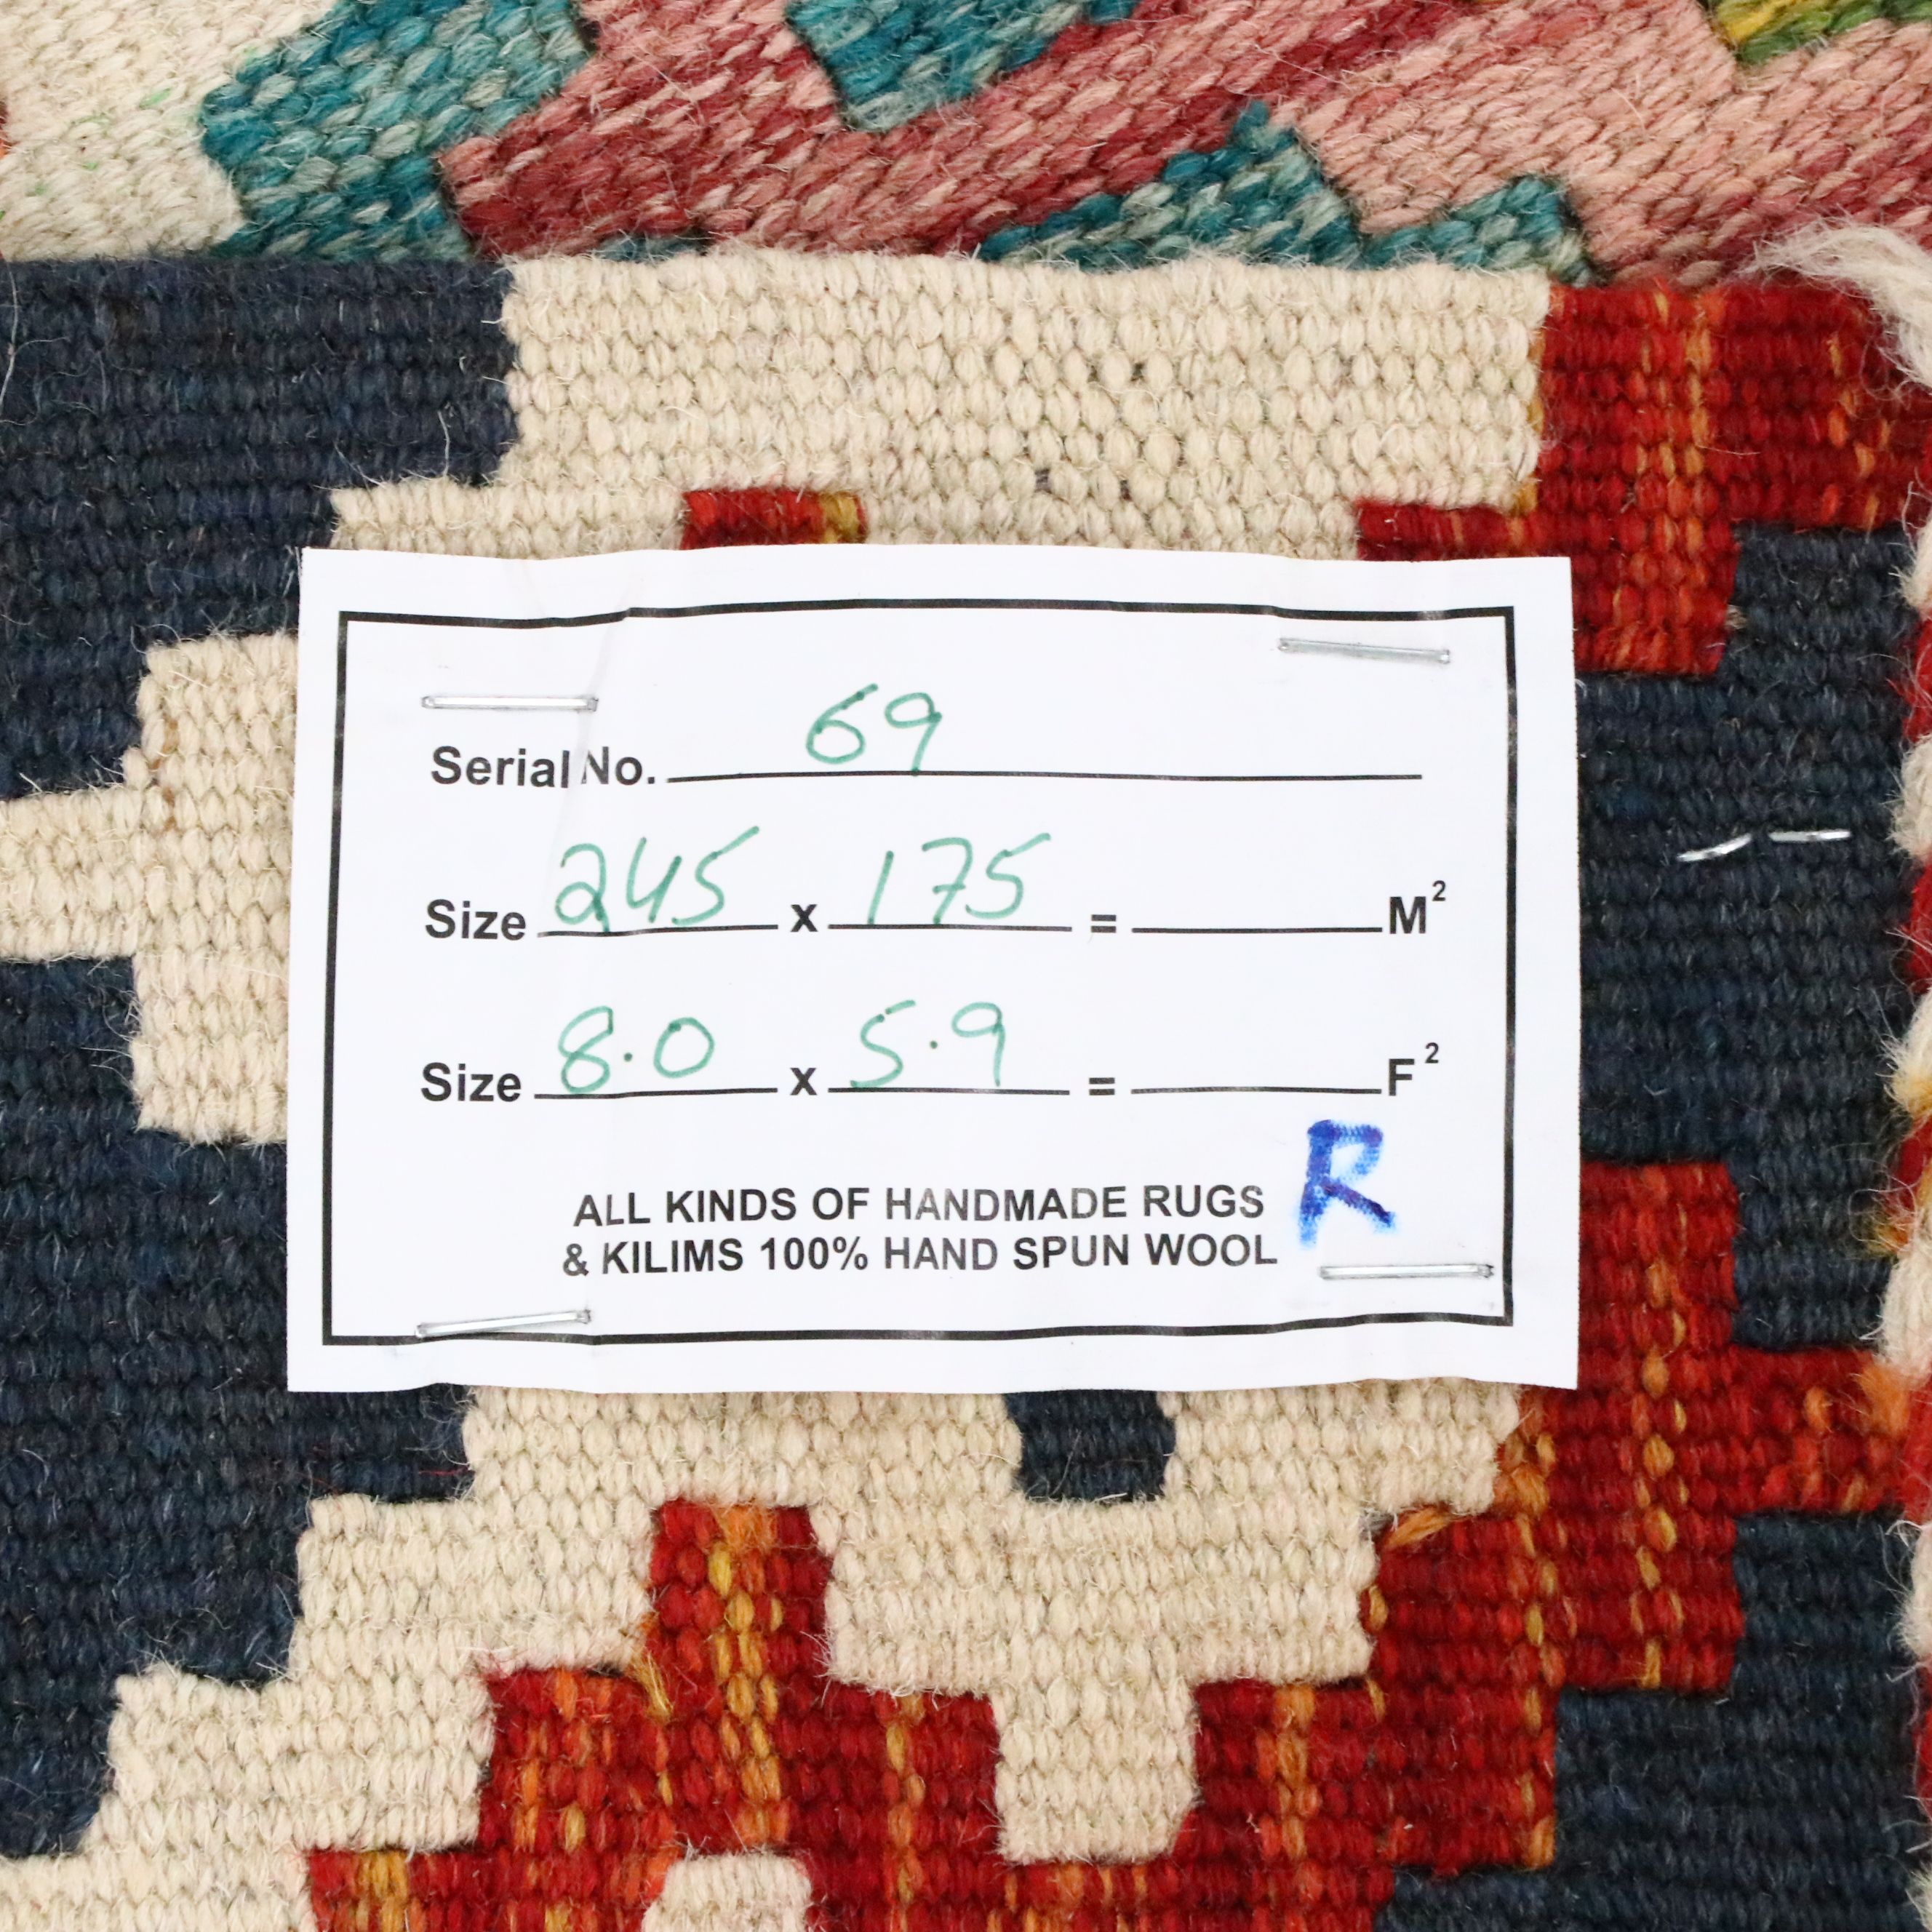 Serial No. 69
Size 245 x 175 = M²
Size 8.0 x 5.9 = F²
R
ALL KINDS OF HANDMADE RUGS
& KILIMS 100% HAND SPUN WOOL